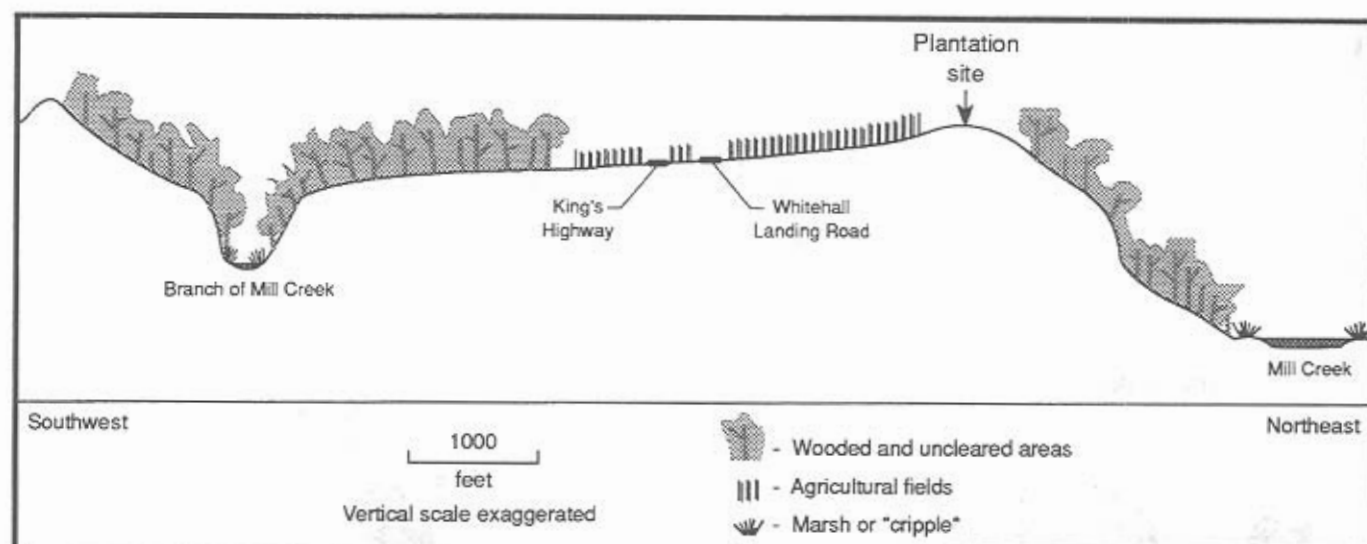 Plantation
site
King's
Highway
Whitehall
Landing Road
Branch of Mill Creek
Mill Creek
Southwest
Northeast
1000
feet
Vertical scale exaggerated
- Wooded and uncleared areas
- Agricultural fields
- Marsh or "cripple"